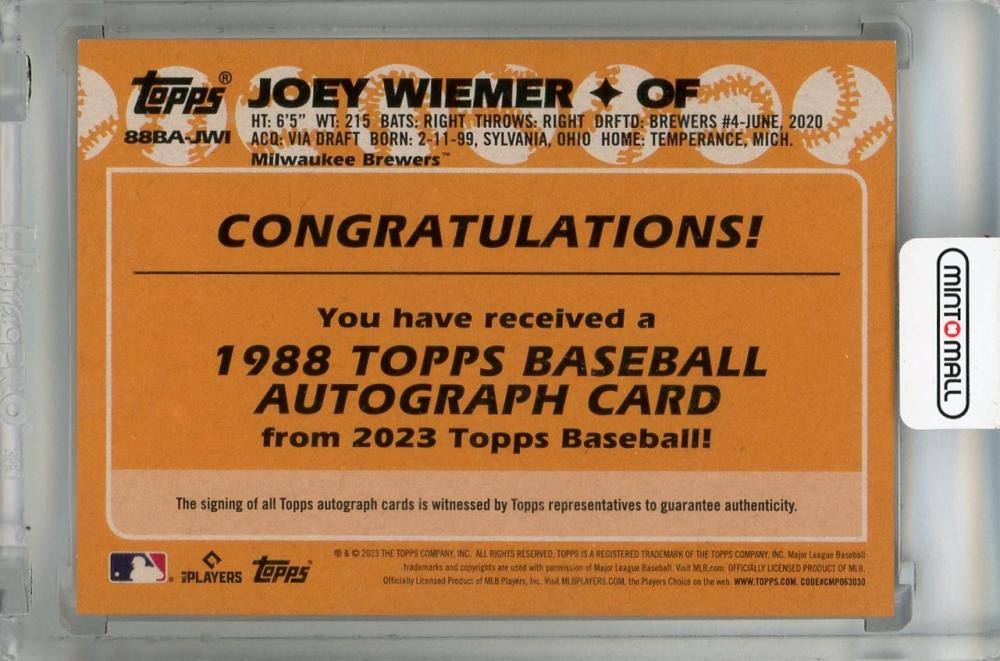 Topps®
88BA-JWI
JOEY WIEMER ✦ OF
HT: 6'5" WT: 215 BATS: RIGHT THROWS: RIGHT DRFTD: BREWERS #4-JUNE, 2020
ACQ: VIA DRAFT BORN: 2-11-99, SYLVANIA, OHIO HOME: TEMPERANCE, MICH.
Milwaukee Brewers™
CONGRATULATIONS!
You have received a
1988 TOPPS BASEBALL
AUTOGRAPH CARD
from 2023 Topps Baseball!
The signing of all Topps autograph cards is witnessed by Topps representatives to guarantee authenticity.
MLB PLAYERS
Topps
® & © 2023 THE TOPPS COMPANY, INC. ALL RIGHTS RESERVED. TOPPS IS A REGISTERED TRADEMARK OF THE TOPPS COMPANY, INC. Major League Baseball
trademarks and copyrights are used with permission of Major League Baseball. Visit MLB.com. OFFICIALLY LICENSED PRODUCT OF MLB.
Officially Licensed Product of MLB Players, Inc. Visit MLBPLAYERS.COM, the Players Choice on the web. WWW.TOPPS.COM. CODE#CMP063030
MINT MALL